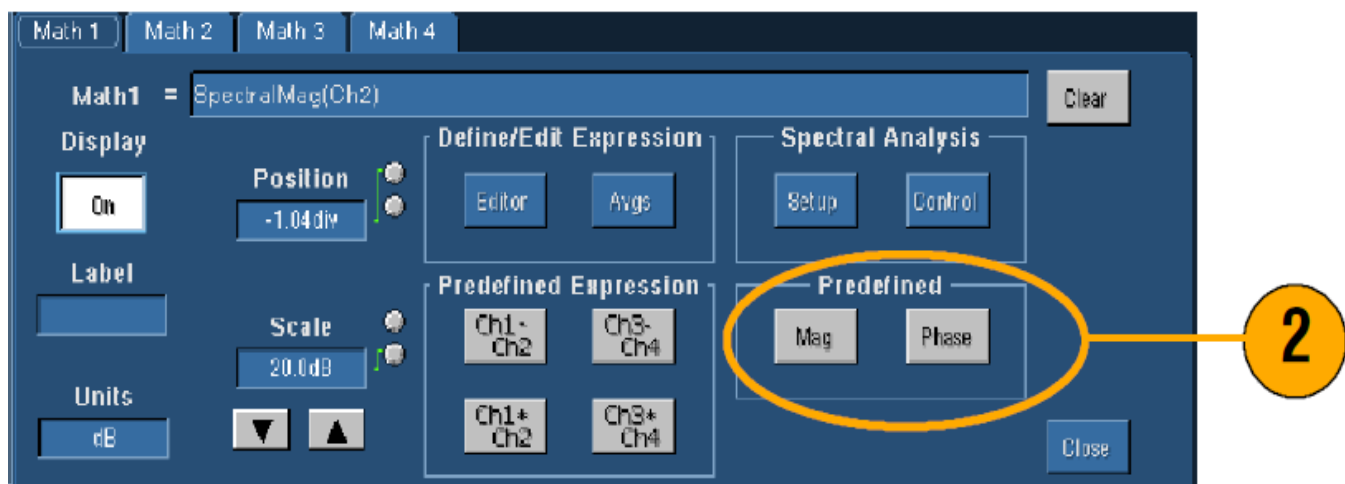 Math 1 Math 2 Math 3 Math 4
Math1 = SpectralMag(Ch2)
Clear
Display
On
Position
-1.04div
Label
Scale
20.0dB
Units
dB
Define/Edit Expression
Editor Avgs
Spectral Analysis
Setup Control
Predefined Expression
Ch1-
Ch2
Ch3-
Ch4
Ch1*
Ch2
Ch3*
Ch4
Predefined
Mag Phase
2
Close